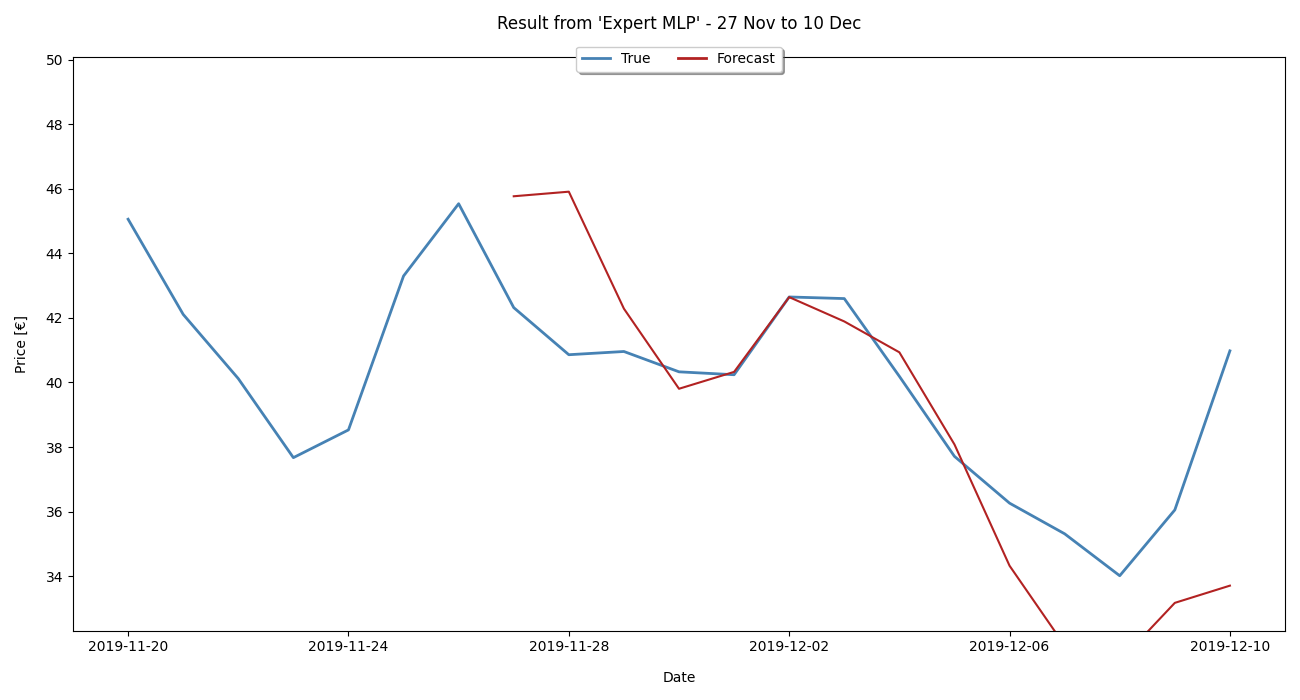 Result from 'Expert MLP' - 27 Nov to 10 Dec
True Forecast
50
48
46
44
42
40
38
36
34
Price [€]
2019-11-20 2019-11-24 2019-11-28 2019-12-02 2019-12-06 2019-12-10
Date